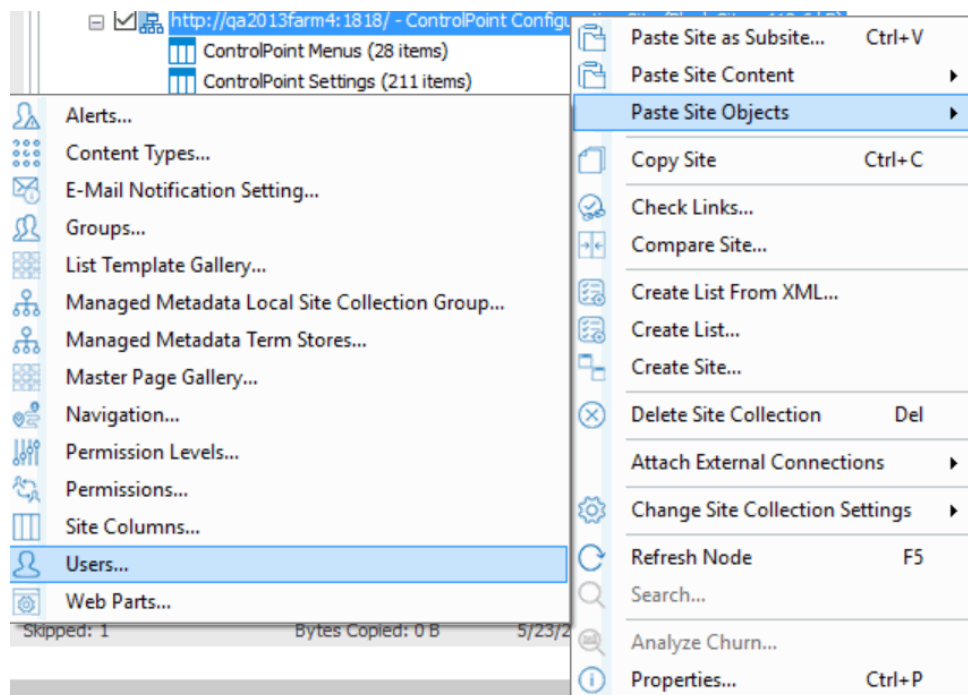 http://qa2013farm4:1818/ - ControlPoint Configu
ControlPoint Menus (28 items)
ControlPoint Settings (211 items)
Paste Site as Subsite... Ctrl+V
Paste Site Content
Paste Site Objects
Copy Site Ctrl+C
Check Links...
Compare Site...
Create List From XML...
Create List...
Create Site...
Delete Site Collection Del
Attach External Connections
Change Site Collection Settings
Refresh Node F5
Search...
Analyze Churn...
Properties... Ctrl+P
Alerts...
Content Types...
E-Mail Notification Setting...
Groups...
List Template Gallery...
Managed Metadata Local Site Collection Group...
Managed Metadata Term Stores...
Master Page Gallery...
Navigation...
Permission Levels...
Permissions...
Site Columns...
Users...
Web Parts...
Skipped: 1 Bytes Copied: 0 B 5/23/2